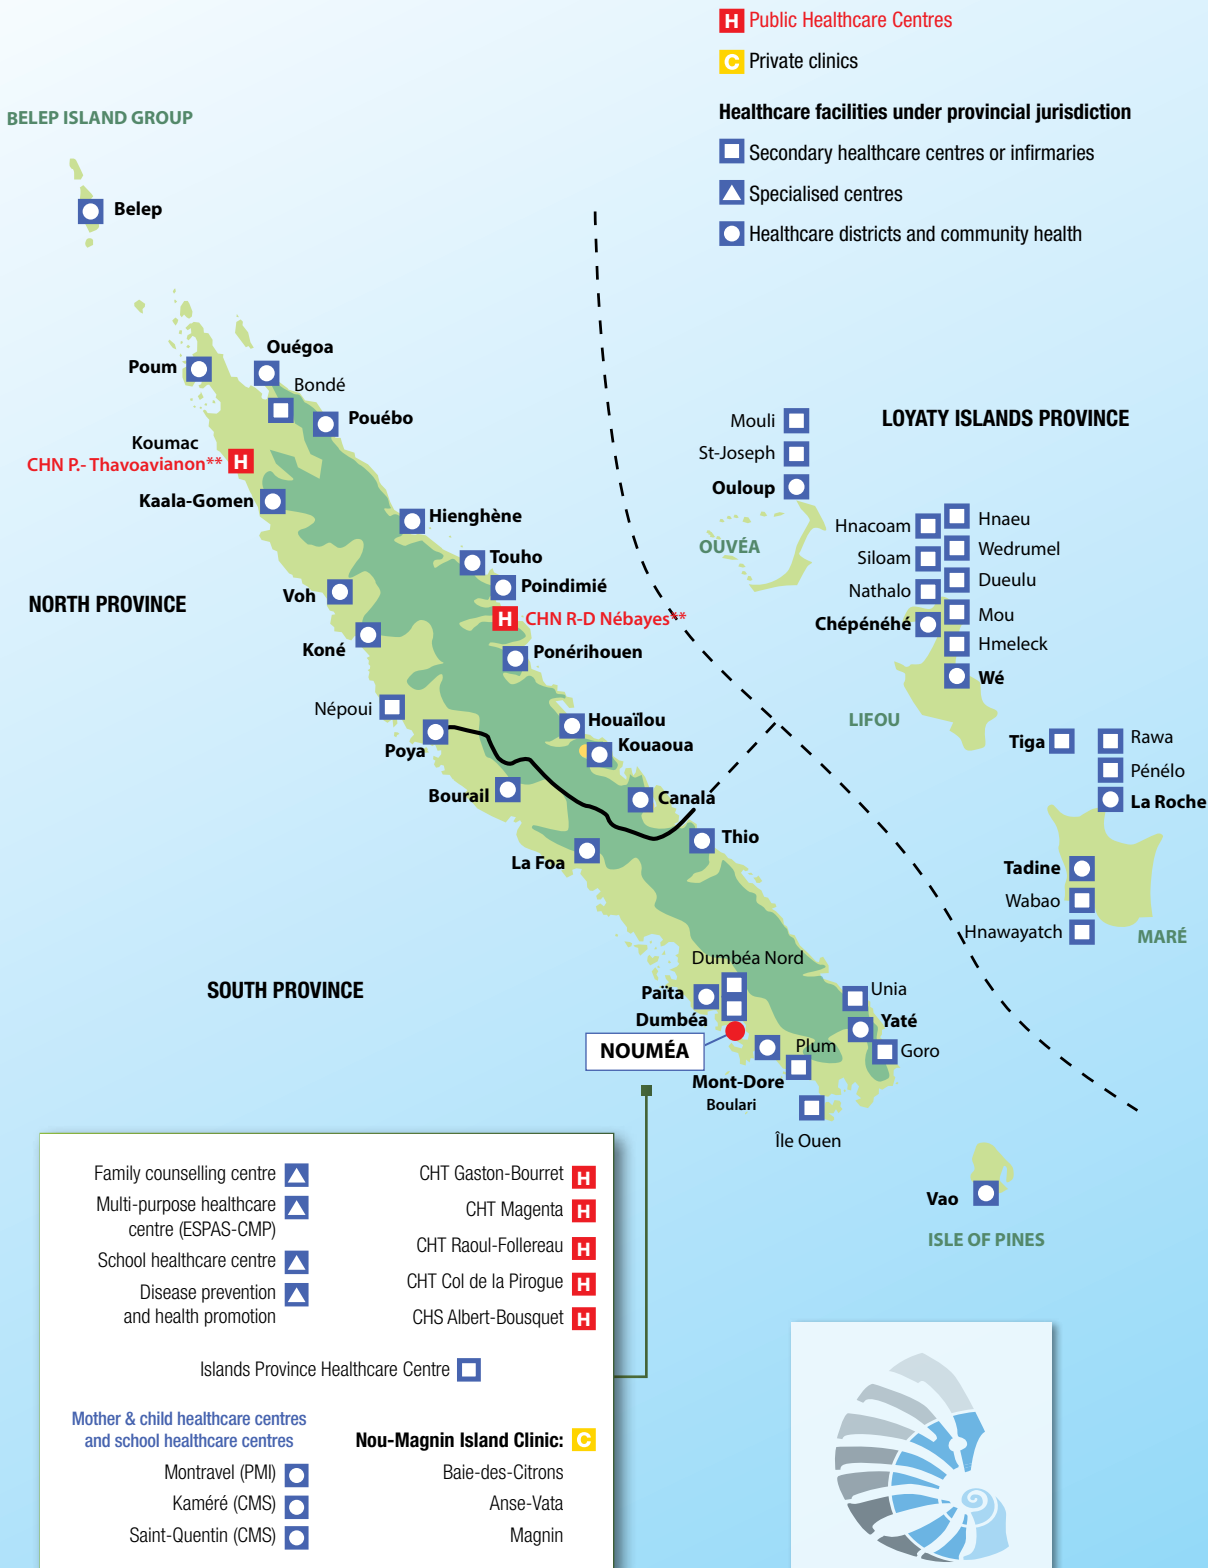 Public Healthcare Centres
Private clinics
Healthcare facilities under provincial jurisdiction
Secondary healthcare centres or infirmaries
Specialised centres
Healthcare districts and community health
H
C
BELEP ISLAND GROUP
Belep
Ouégoa
Poum
Bondé
Pouébo
Koumac
CHN P.- Thavoavianon**
H
Kaala-Gomen
Hienghène
Touho
Poindimié
H
CHN R-D Nébayes**
NORTH PROVINCE
Voh
Koné
Ponérihouen
Népoui
Houaïlou
Poya
Kouaoua
Bourail
Canala
Thio
La Foa
LOYATY ISLANDS PROVINCE
Mouli
St-Joseph
Ouloup
OUVÉA
Hnacoam
Hnaeu
Siloam
Wedrumel
Nathalo
Dueulu
Chépénéhé
Mou
Hmeleck
Wé
LIFOU
Tiga
Rawa
Pénélo
La Roche
Tadine
Wabao
Hnawayatch
MARÉ
SOUTH PROVINCE
Dumbéa Nord
Païta
Dumbéa
NOUMÉA
Unia
Yaté
Goro
Plum
Mont-Dore
Boulari
Île Ouen
Vao
ISLE OF PINES
Family counselling centre
Multi-purpose healthcare
centre (ESPAS-CMP)
School healthcare centre
Disease prevention
and health promotion
CHT Gaston-Bourret H
CHT Magenta H
CHT Raoul-Follereau H
CHT Col de la Pirogue H
CHS Albert-Bousquet H
Islands Province Healthcare Centre
Mother & child healthcare centres
and school healthcare centres
Montravel (PMI)
Kaméré (CMS)
Saint-Quentin (CMS)
Nou-Magnin Island Clinic: C
Baie-des-Citrons
Anse-Vata
Magnin